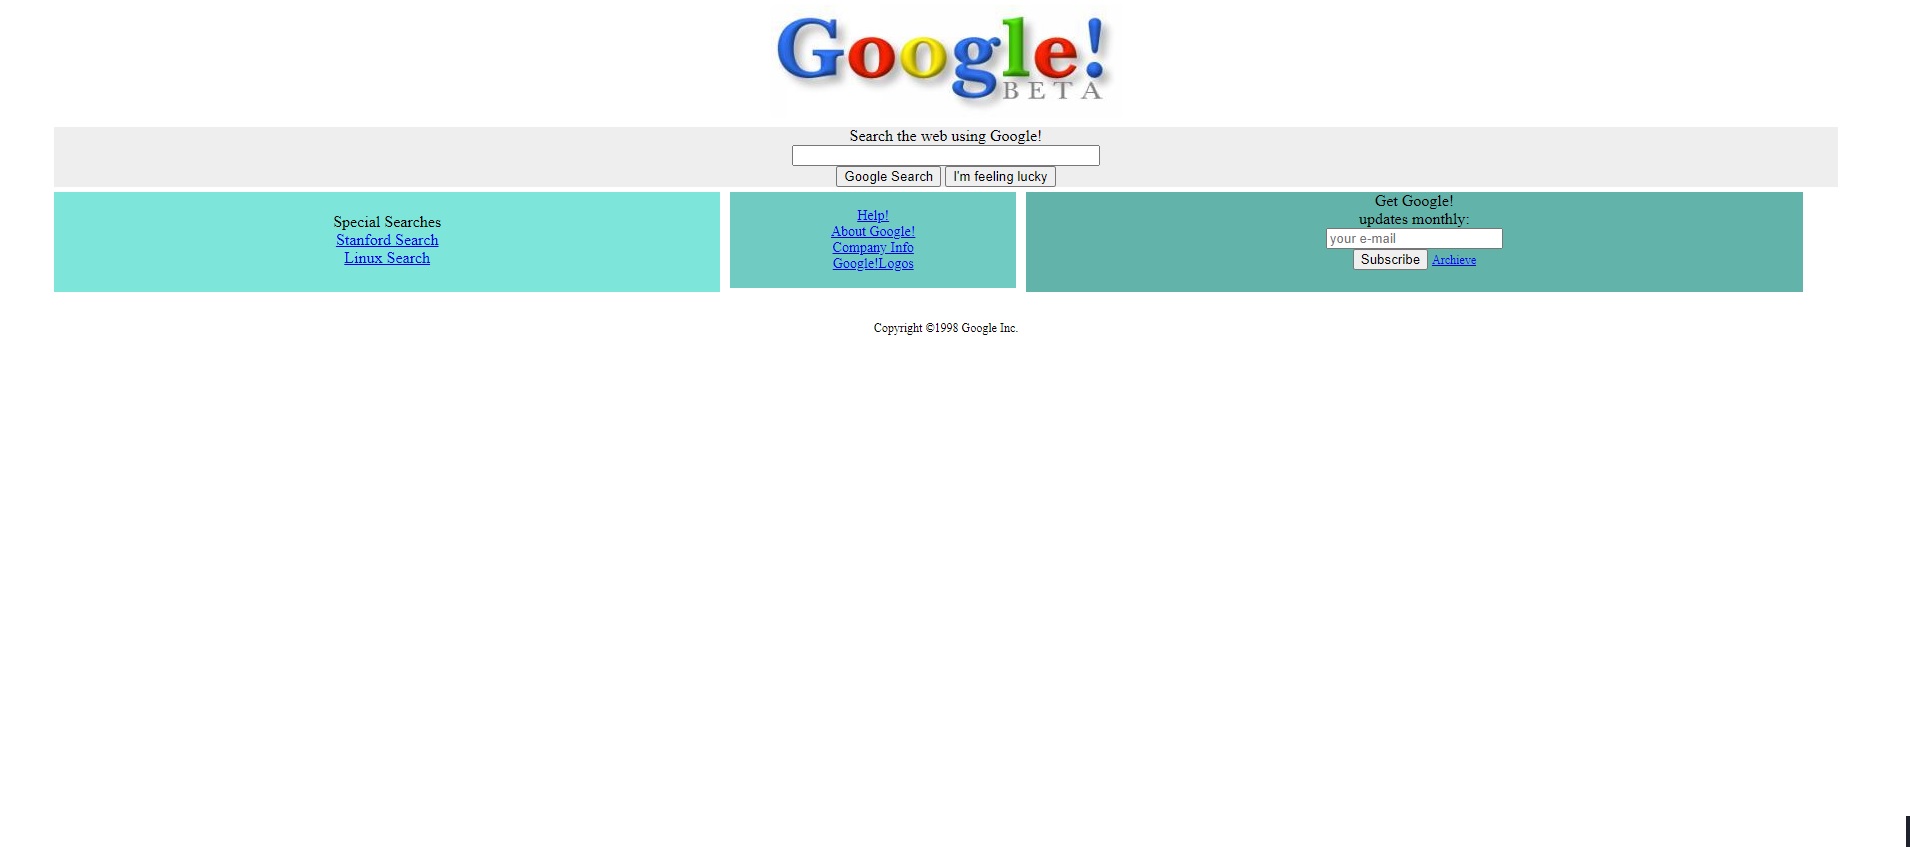 Google!
BETA
Search the web using Google!
Google Search I'm feeling lucky
Special Searches
Stanford Search
Linux Search
Help!
About Google!
Company Info
Google!Logos
Get Google!
updates monthly:
your e-mail
Subscribe Archieve
Copyright ©1998 Google Inc.